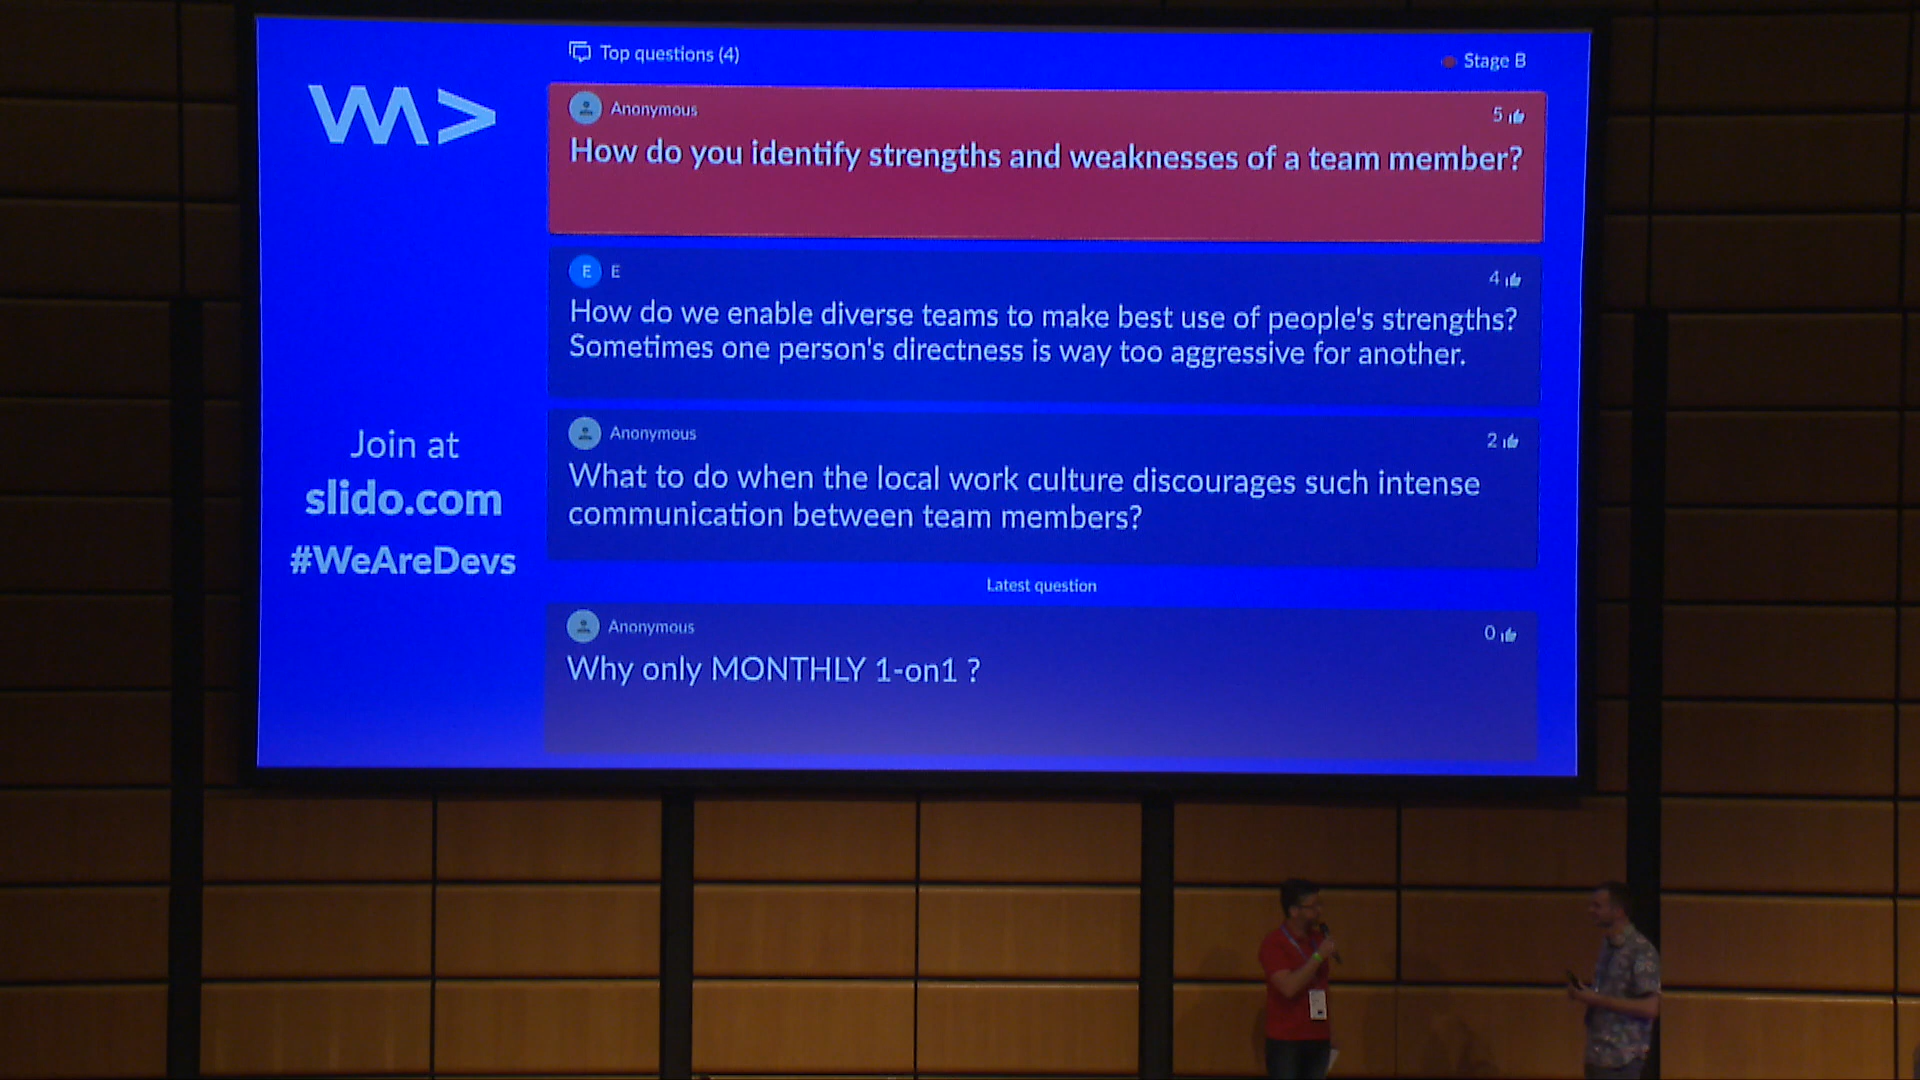 Top questions (4)
Stage B
WA>
Anonymous
5
How do you identify strengths and weaknesses of a team member?
E E
4
How do we enable diverse teams to make best use of people's strengths?
Sometimes one person's directness is way too aggressive for another.
Anonymous
2
What to do when the local work culture discourages such intense
communication between team members?
Latest question
Anonymous
0
Why only MONTHLY 1-on1 ?
Join at
slido.com
#WeAreDevs